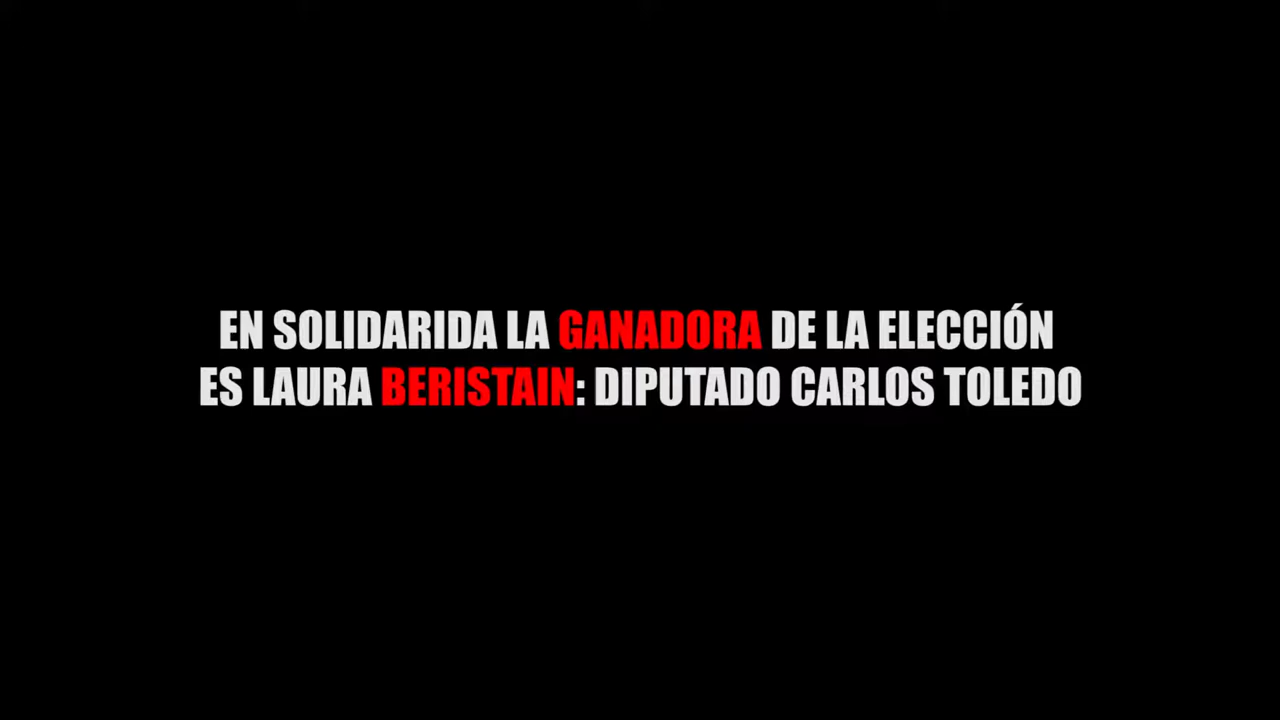 EN SOLIDARIDA LA GANADORA DE LA ELECCIÓN
ES LAURA BERISTAIN: DIPUTADO CARLOS TOLEDO